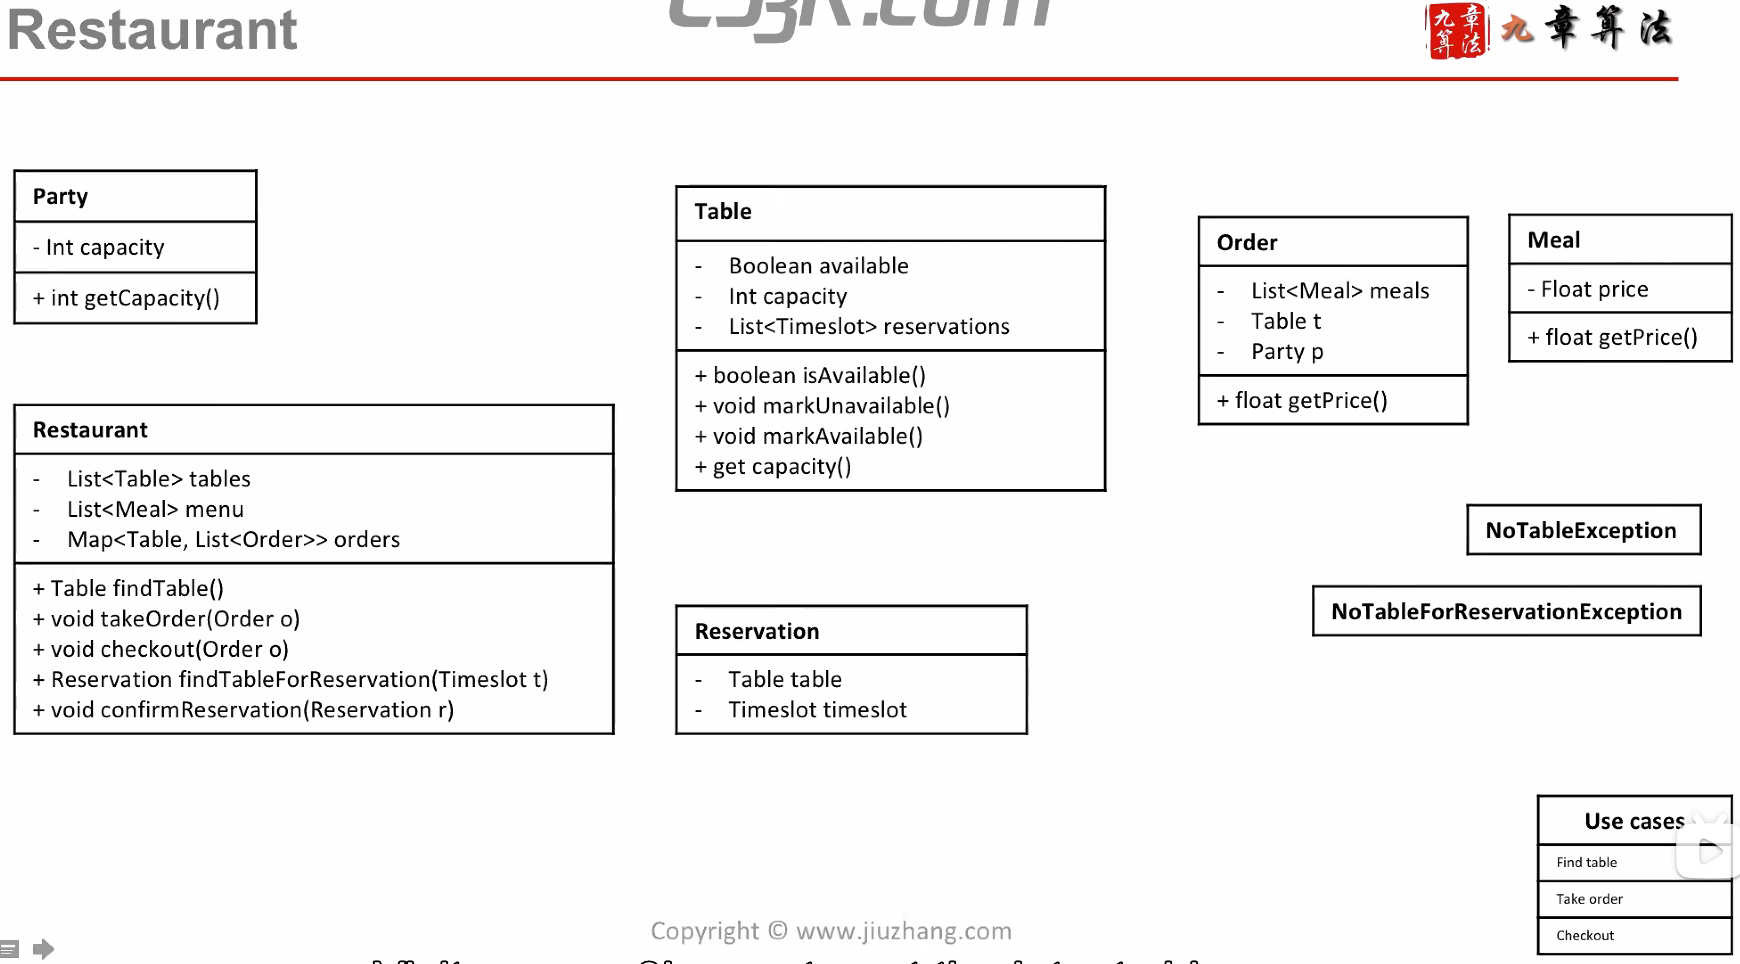 Restaurant
cs3k.com
九章算法
九章算法
Party
- Int capacity
+ int getCapacity()
Restaurant
- List<Table> tables
- List<Meal> menu
- Map<Table, List<Order>> orders
+ Table findTable()
+ void takeOrder(Order o)
+ void checkout(Order o)
+ Reservation findTableForReservation(Timeslot t)
+ void confirmReservation(Reservation r)
Table
- Boolean available
- Int capacity
- List<Timeslot> reservations
+ boolean isAvailable()
+ void markUnavailable()
+ void markAvailable()
+ get capacity()
Reservation
- Table table
- Timeslot timeslot
Order
- List<Meal> meals
- Table t
- Party p
+ float getPrice()
Meal
- Float price
+ float getPrice()
NoTableException
NoTableForReservationException
Use cases
Find table
Take order
Checkout
Copyright © www.jiuzhang.com